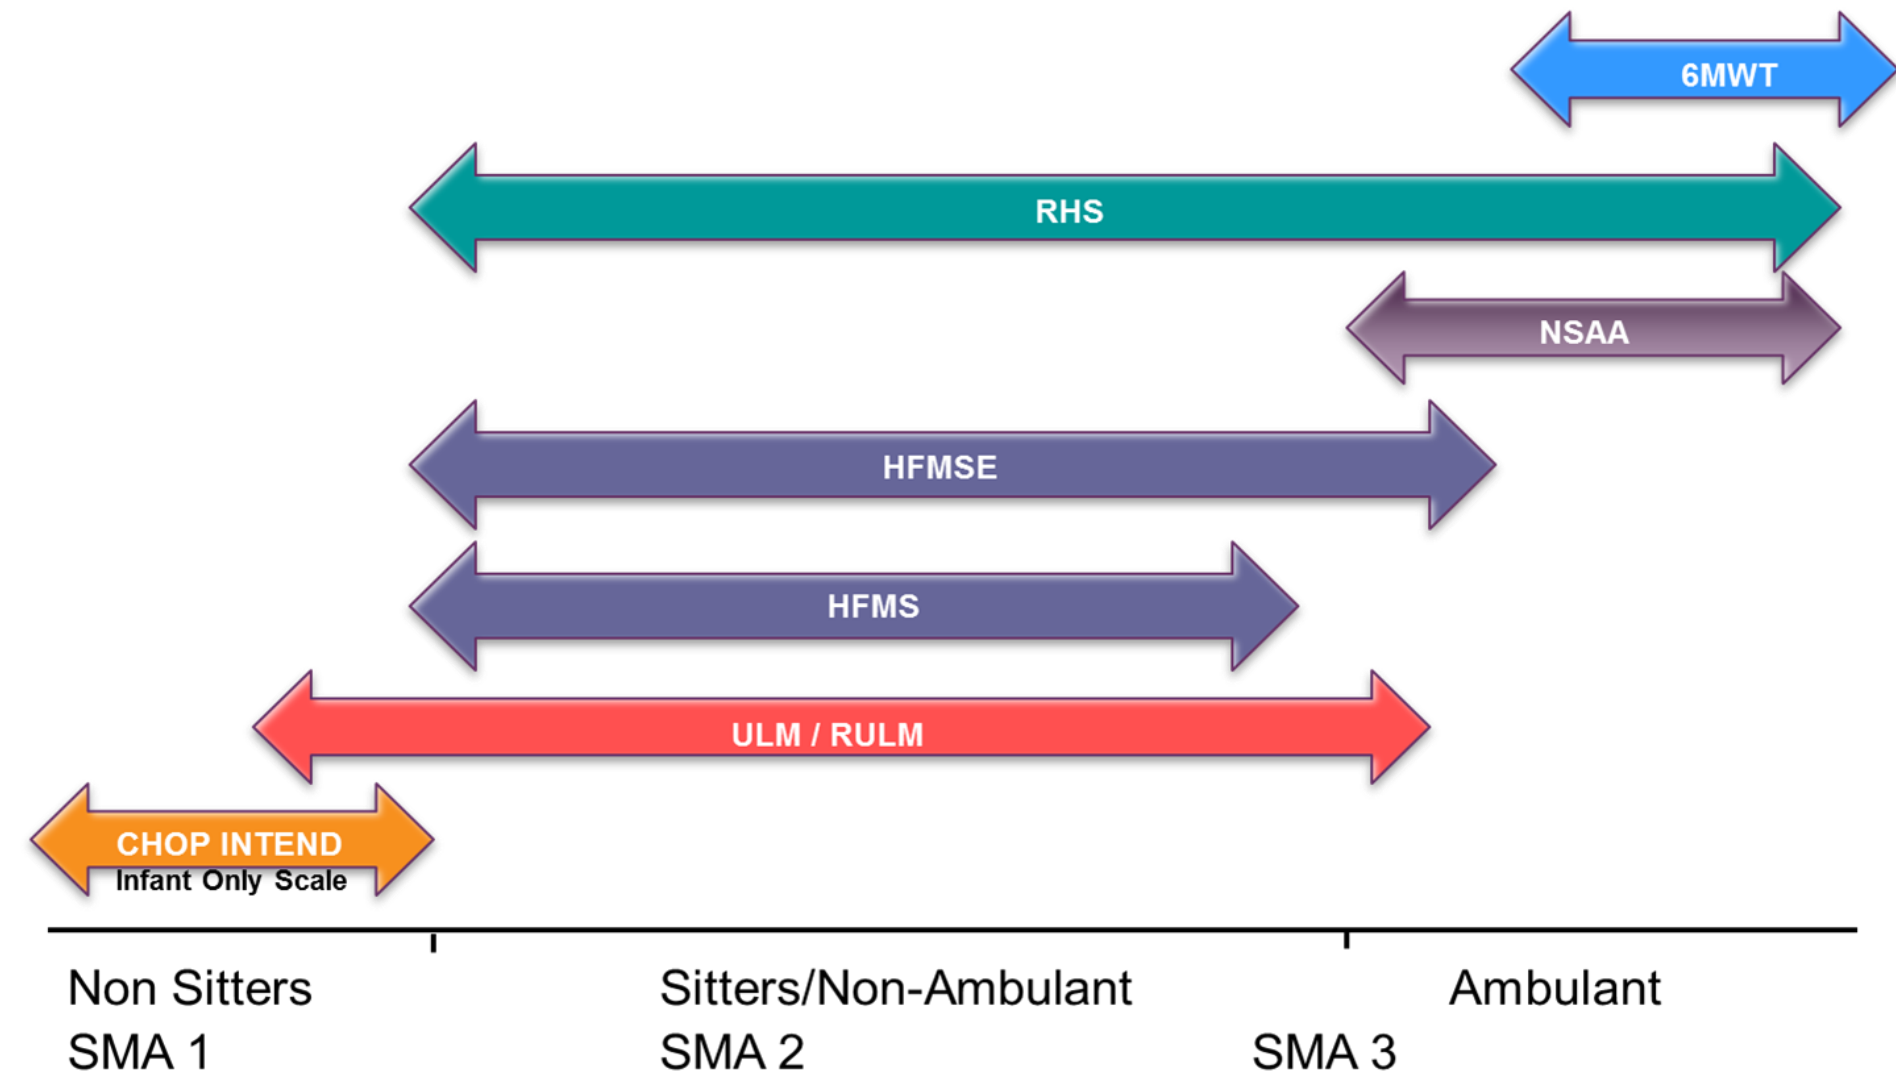 6MWT
RHS
NSAA
HFMSE
HFMS
ULM / RULM
CHOP INTEND
Infant Only Scale
Non Sitters Sitters/Non-Ambulant Ambulant
SMA 1 SMA 2 SMA 3